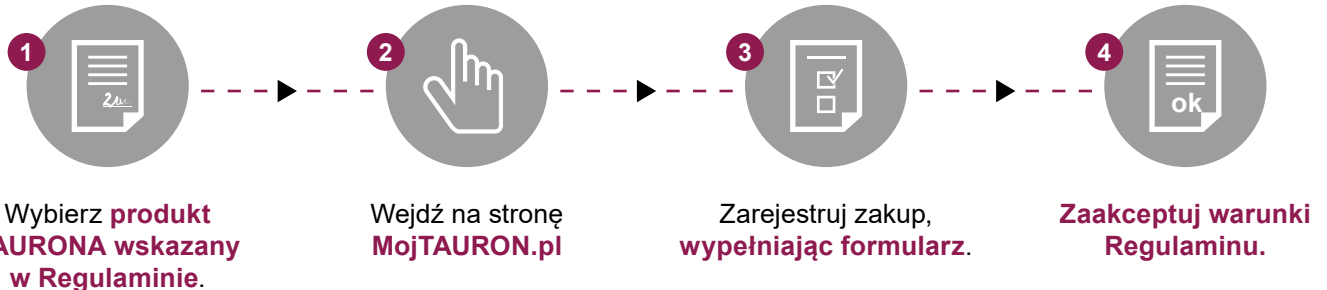 1
2
3
4
ok
Wybierz produkt
AURONA wskazany
w Regulaminie.
Wejdź na stronę
MojTAURON.pl
Zarejestruj zakup,
wypełniając formularz.
Zaakceptuj warunki
Regulaminu.